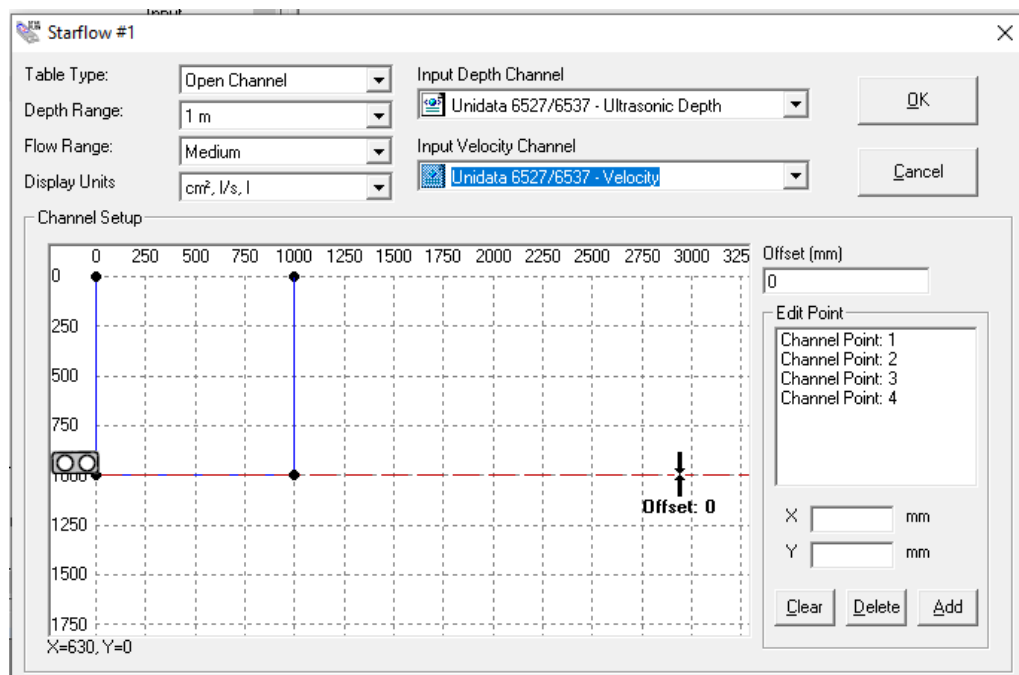 Input
Starflow #1
Table Type:
Open Channel
Input Depth Channel
Unidata 6527/6537 - Ultrasonic Depth
OK
Depth Range:
1 m
Flow Range:
Medium
Input Velocity Channel
Unidata 6527/6537 - Velocity
Cancel
Display Units
cm², l/s, l
Channel Setup
0 250 500 750 1000 1250 1500 1750 2000 2250 2500 2750 3000 325
0
250
500
750
1000
1250
1500
1750
Offset: 0
X=630, Y=0
Offset (mm)
0
Edit Point
Channel Point: 1
Channel Point: 2
Channel Point: 3
Channel Point: 4
X mm
Y mm
Clear Delete Add